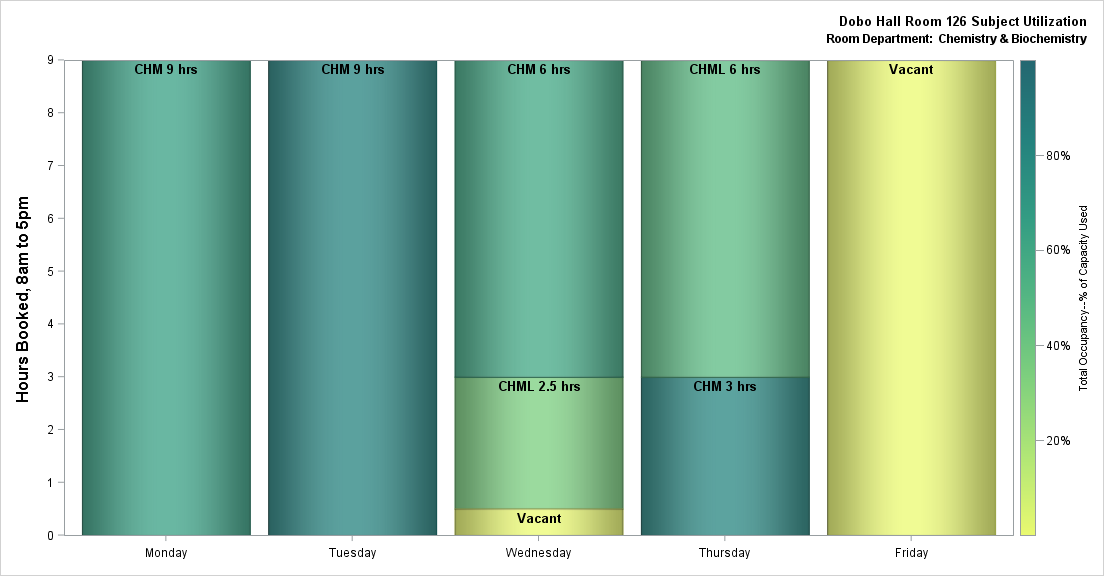 Dobo Hall Room 126 Subject Utilization
Room Department: Chemistry & Biochemistry
Hours Booked, 8am to 5pm
9
8
7
6
5
4
3
2
1
0
CHM 9 hrs
CHM 9 hrs
CHM 6 hrs
CHML 2.5 hrs
Vacant
CHML 6 hrs
CHM 3 hrs
Vacant
Monday
Tuesday
Wednesday
Thursday
Friday
80%
60%
40%
20%
Total Occupancy--% of Capacity Used